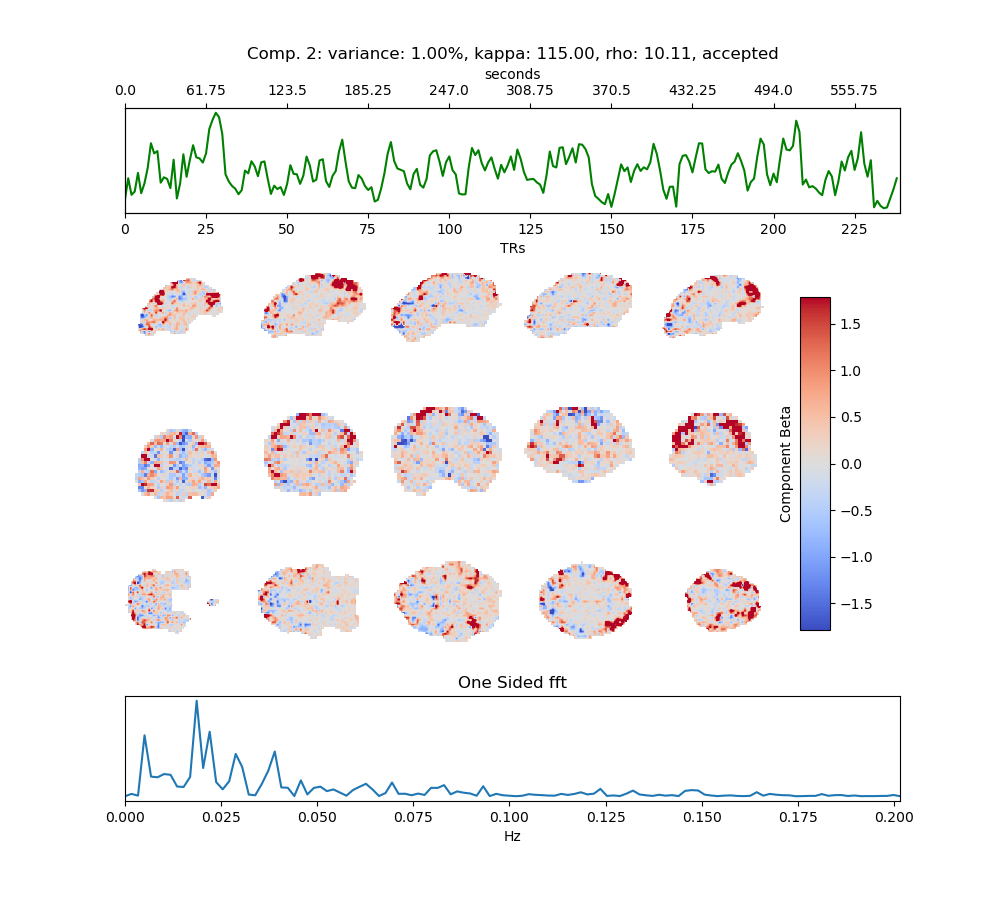 Comp. 2: variance: 1.00%, kappa: 115.00, rho: 10.11, accepted
seconds
0.0 61.75 123.5 185.25 247.0 308.75 370.5 432.25 494.0 555.75
0 25 50 75 100 125 150 175 200 225
TRs
1.5
1.0
0.5
0.0
−0.5
−1.0
−1.5
Component Beta
One Sided fft
0.000 0.025 0.050 0.075 0.100 0.125 0.150 0.175 0.200
Hz